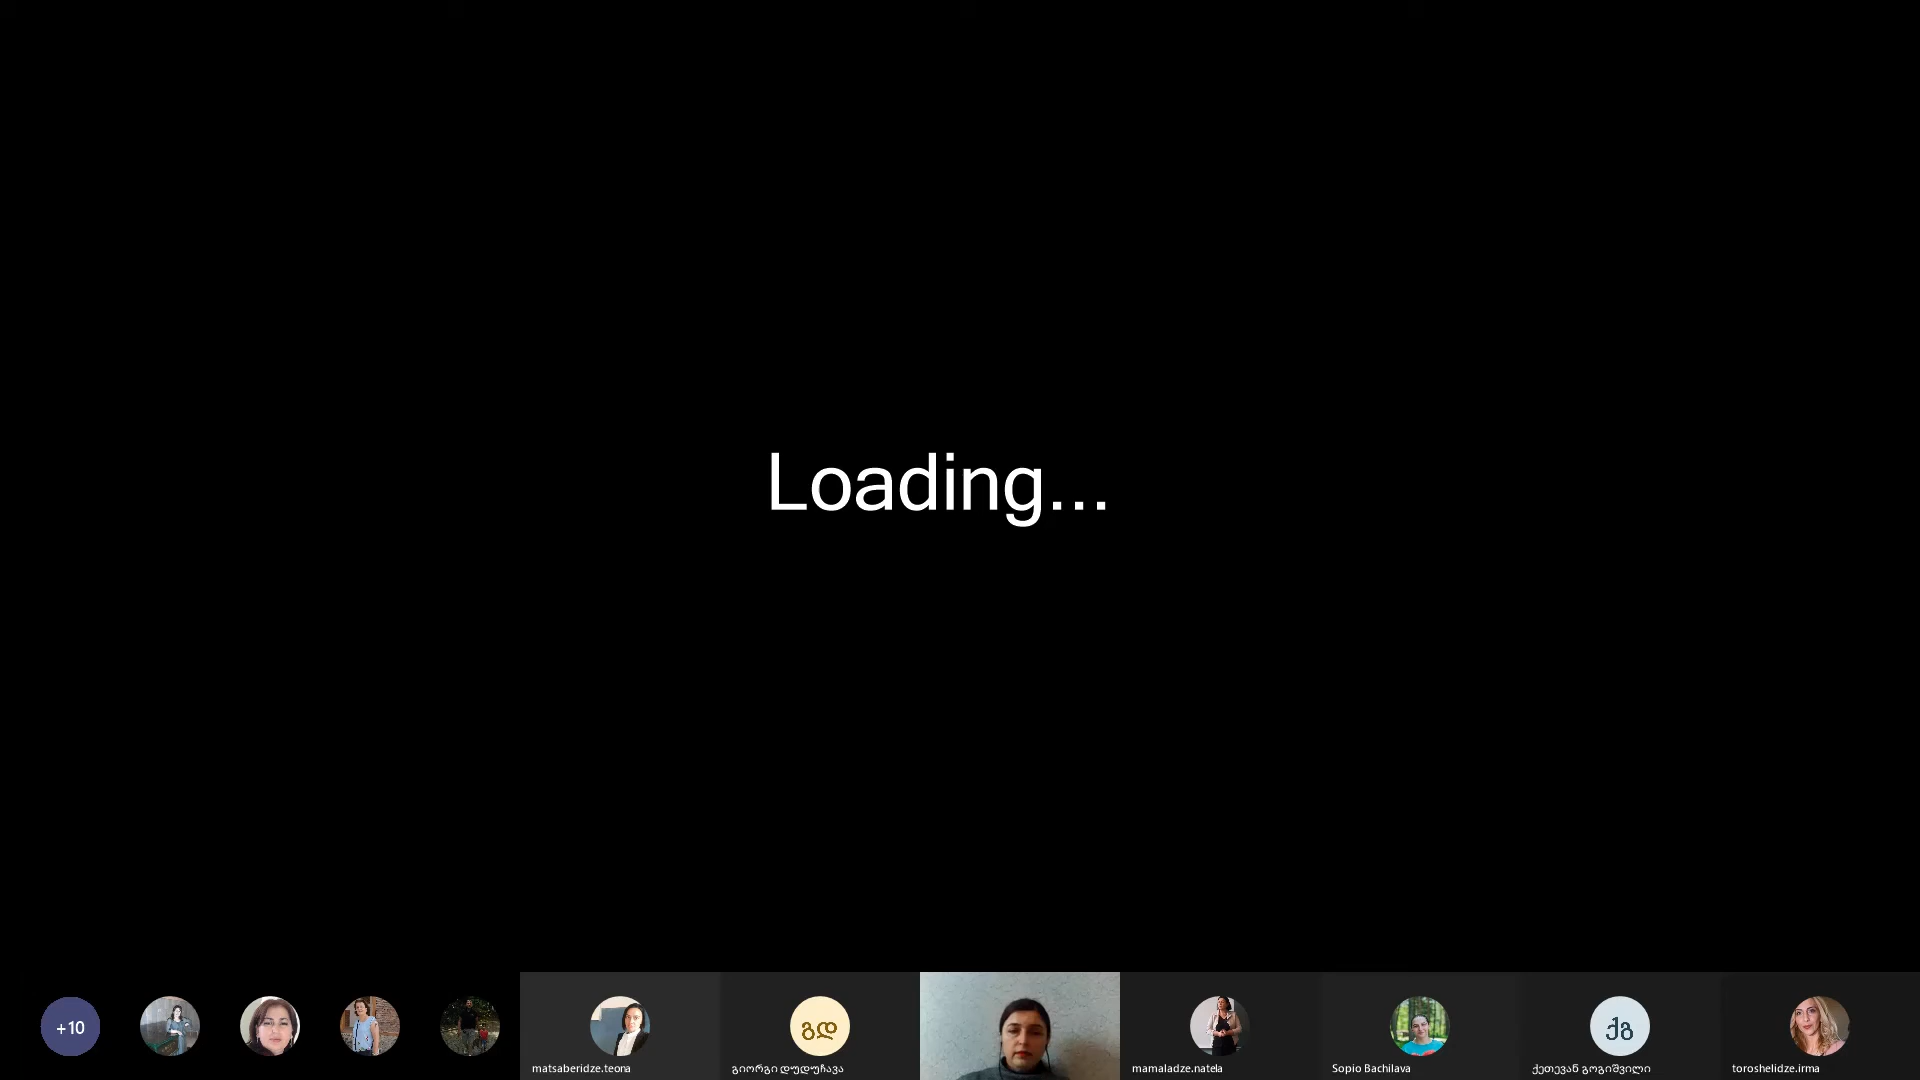 Loading...
+10
matsaberidze.teona
გდ
გიორგი დუდუჩავა
mamaladze.natela
Sopio Bachilava
ქგ
ქეთევან გოგიშვილი
toroshelidze.irma